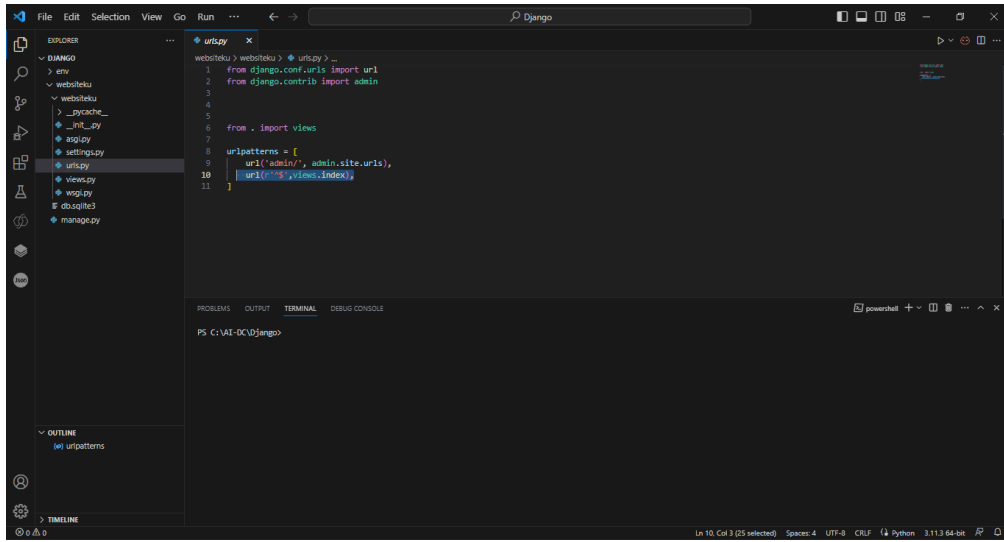 File Edit Selection View Go Run ··· Django
EXPLORER ···
DJANGO
env
websiteku
websiteku
__pycache__
__init__.py
asgi.py
settings.py
urls.py
views.py
wsgi.py
db.sqlite3
manage.py
OUTLINE
urlpatterns
TIMELINE
urls.py
websiteku > websiteku > urls.py > ...
1 from django.conf.urls import url
2 from django.contrib import admin
3
4
5
6 from . import views
7
8 urlpatterns = [
9 url('admin/', admin.site.urls),
10 url(r'^$',views.index),
11 ]
PROBLEMS OUTPUT TERMINAL DEBUG CONSOLE powershell
PS C:\AI-DC\Django>
0 0 Ln 10, Col 3 (25 selected) Spaces: 4 UTF-8 CRLF Python 3.11.3 64-bit